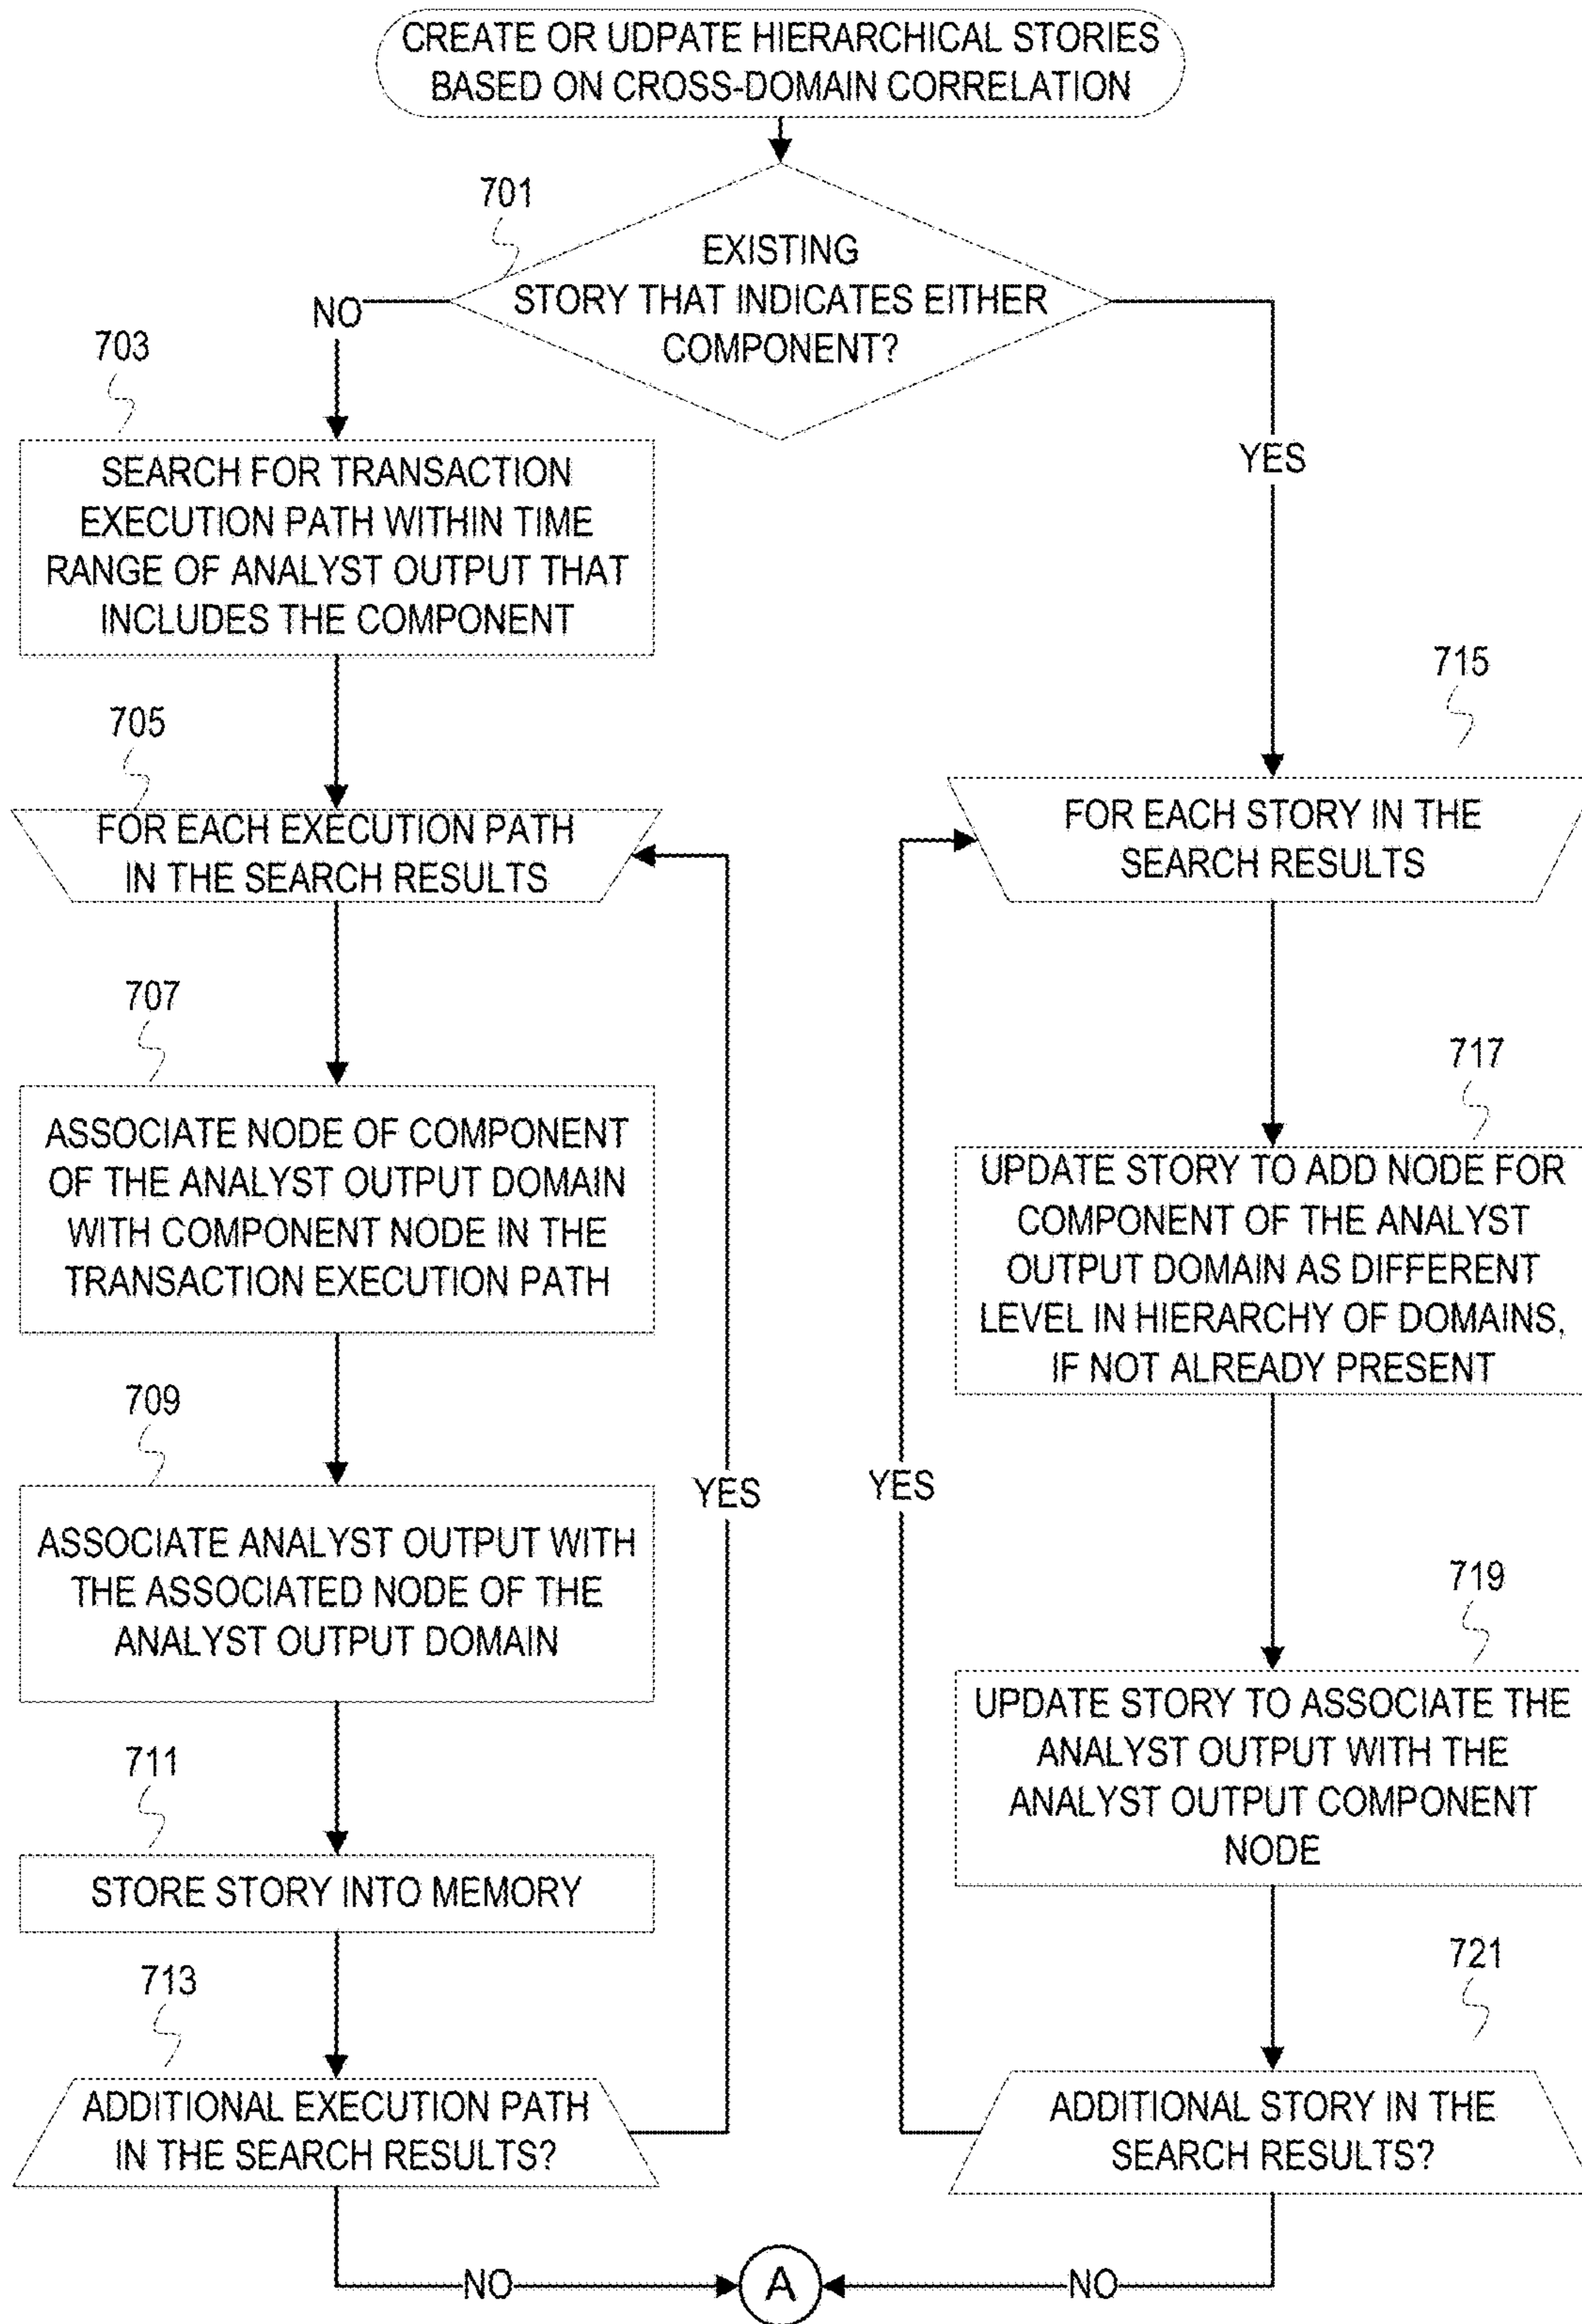 CREATE OR UDPATE HIERARCHICAL STORIES
BASED ON CROSS-DOMAIN CORRELATION
701
EXISTING
STORY THAT INDICATES EITHER
COMPONENT?
NO
YES
703
SEARCH FOR TRANSACTION
EXECUTION PATH WITHIN TIME
RANGE OF ANALYST OUTPUT THAT
INCLUDES THE COMPONENT
705
FOR EACH EXECUTION PATH
IN THE SEARCH RESULTS
707
ASSOCIATE NODE OF COMPONENT
OF THE ANALYST OUTPUT DOMAIN
WITH COMPONENT NODE IN THE
TRANSACTION EXECUTION PATH
709
ASSOCIATE ANALYST OUTPUT WITH
THE ASSOCIATED NODE OF THE
ANALYST OUTPUT DOMAIN
711
STORE STORY INTO MEMORY
713
ADDITIONAL EXECUTION PATH
IN THE SEARCH RESULTS?
YES
NO
715
FOR EACH STORY IN THE
SEARCH RESULTS
717
UPDATE STORY TO ADD NODE FOR
COMPONENT OF THE ANALYST
OUTPUT DOMAIN AS DIFFERENT
LEVEL IN HIERARCHY OF DOMAINS,
IF NOT ALREADY PRESENT
719
UPDATE STORY TO ASSOCIATE THE
ANALYST OUTPUT WITH THE
ANALYST OUTPUT COMPONENT
NODE
721
ADDITIONAL STORY IN THE
SEARCH RESULTS?
YES
NO
A